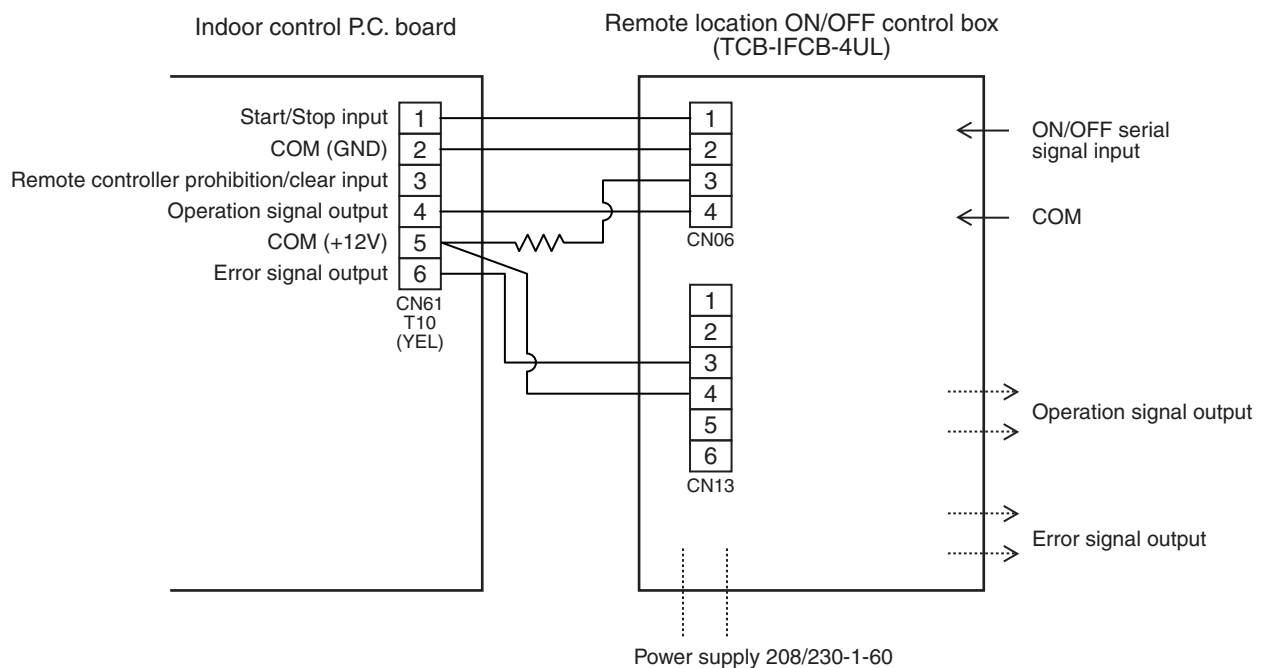 Indoor control P.C. board
Remote location ON/OFF control box
(TCB-IFCB-4UL)
Start/Stop input
1
COM (GND)
2
Remote controller prohibition/clear input
3
Operation signal output
4
COM (+12V)
5
Error signal output
6
CN61
T10
(YEL)
1
2
3
4
CN06
1
2
3
4
5
6
CN13
ON/OFF serial
signal input
COM
Operation signal output
Error signal output
Power supply 208/230-1-60